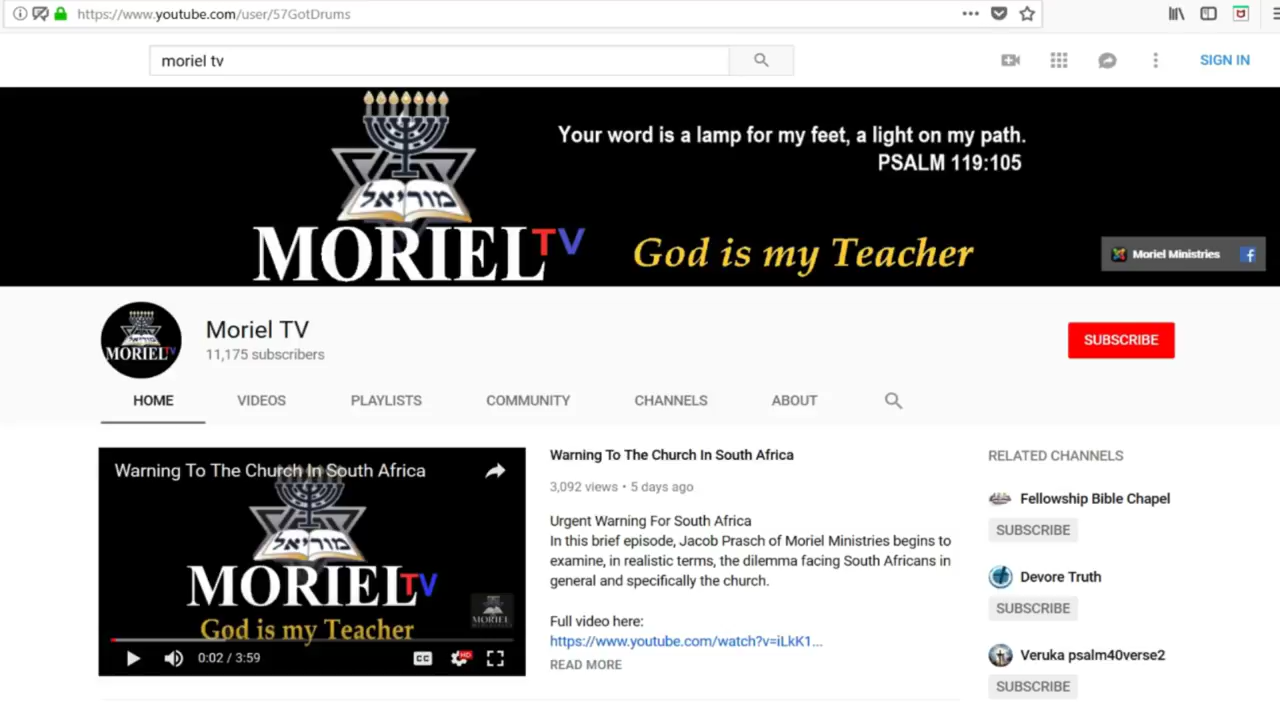 https://www.youtube.com/user/57GotDrums
moriel tv
SIGN IN
Your word is a lamp for my feet, a light on my path.
PSALM 119:105
מוריאל
MORIELTV
God is my Teacher
Moriel Ministries
MORIELTV
Moriel TV
11,175 subscribers
SUBSCRIBE
HOME
VIDEOS
PLAYLISTS
COMMUNITY
CHANNELS
ABOUT
Warning To The Church In South Africa
מוריאל
MORIELTV
God is my Teacher
MORIEL
0:02 / 3:59
CC
HD
Warning To The Church In South Africa
3,092 views • 5 days ago
Urgent Warning For South Africa
In this brief episode, Jacob Prasch of Moriel Ministries begins to
examine, in realistic terms, the dilemma facing South Africans in
general and specifically the church.
Full video here:
https://www.youtube.com/watch?v=iLkK1...
READ MORE
RELATED CHANNELS
Fellowship Bible Chapel
SUBSCRIBE
Devore Truth
SUBSCRIBE
Veruka psalm40verse2
SUBSCRIBE